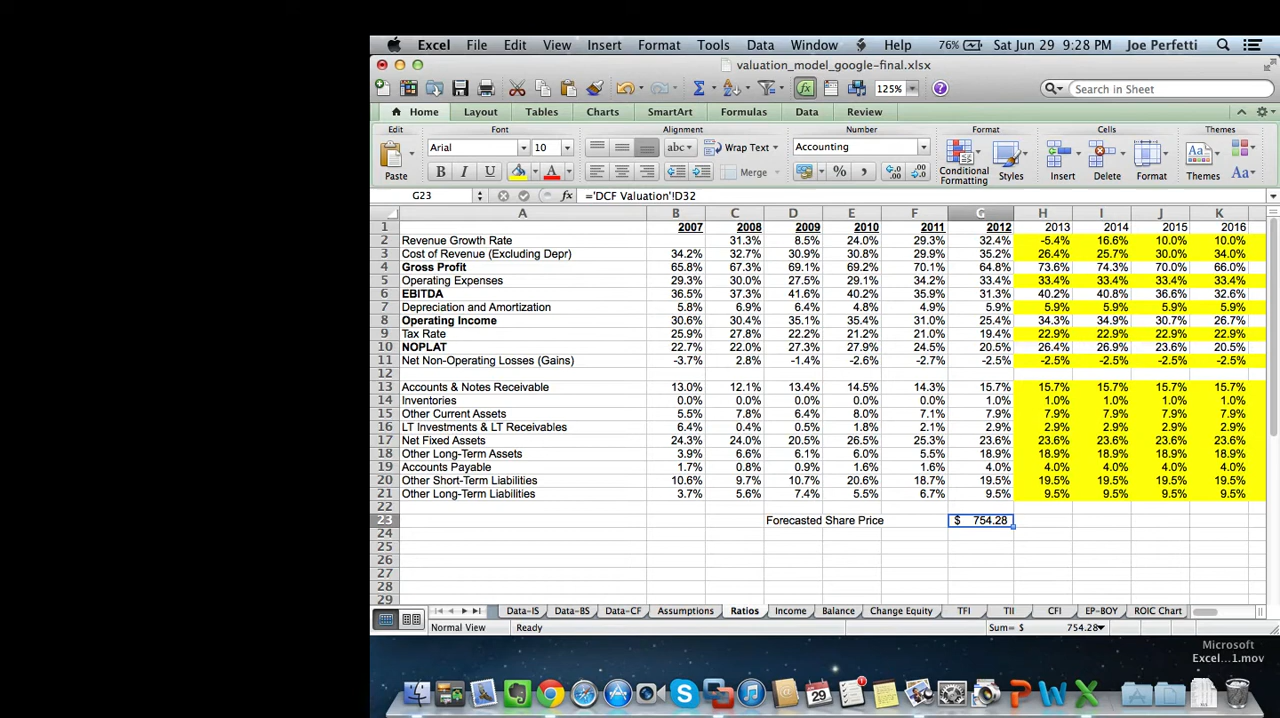 Excel File Edit View Insert Format Tools Data Window Help 76% Sat Jun 29 9:28 PM Joe Perfetti
valuation_model_google-final.xlsx
125% Search in Sheet
Home Layout Tables Charts SmartArt Formulas Data Review
Edit Font Alignment Number Format Cells Themes
Arial 10 abc Wrap Text Accounting
Paste B I U A Merge % Conditional Formatting Styles Insert Delete Format Themes Aa
G23 fx ='DCF Valuation'!D32
A B C D E F G H I J K
1 2007 2008 2009 2010 2011 2012 2013 2014 2015 2016
2 Revenue Growth Rate 31.3% 8.5% 24.0% 29.3% 32.4% -5.4% 16.6% 10.0% 10.0%
3 Cost of Revenue (Excluding Depr) 34.2% 32.7% 30.9% 30.8% 29.9% 35.2% 26.4% 25.7% 30.0% 34.0%
4 Gross Profit 65.8% 67.3% 69.1% 69.2% 70.1% 64.8% 73.6% 74.3% 70.0% 66.0%
5 Operating Expenses 29.3% 30.0% 27.5% 29.1% 34.2% 33.4% 33.4% 33.4% 33.4% 33.4%
6 EBITDA 36.5% 37.3% 41.6% 40.2% 35.9% 31.3% 40.2% 40.8% 36.6% 32.6%
7 Depreciation and Amortization 5.8% 6.9% 6.4% 4.8% 4.9% 5.9% 5.9% 5.9% 5.9% 5.9%
8 Operating Income 30.6% 30.4% 35.1% 35.4% 31.0% 25.4% 34.3% 34.9% 30.7% 26.7%
9 Tax Rate 25.9% 27.8% 22.2% 21.2% 21.0% 19.4% 22.9% 22.9% 22.9% 22.9%
10 NOPLAT 22.7% 22.0% 27.3% 27.9% 24.5% 20.5% 26.4% 26.9% 23.6% 20.5%
11 Net Non-Operating Losses (Gains) -3.7% 2.8% -1.4% -2.6% -2.7% -2.5% -2.5% -2.5% -2.5% -2.5%
12
13 Accounts & Notes Receivable 13.0% 12.1% 13.4% 14.5% 14.3% 15.7% 15.7% 15.7% 15.7% 15.7%
14 Inventories 0.0% 0.0% 0.0% 0.0% 0.0% 1.0% 1.0% 1.0% 1.0% 1.0%
15 Other Current Assets 5.5% 7.8% 6.4% 8.0% 7.1% 7.9% 7.9% 7.9% 7.9% 7.9%
16 LT Investments & LT Receivables 6.4% 0.4% 0.5% 1.8% 2.1% 2.9% 2.9% 2.9% 2.9% 2.9%
17 Net Fixed Assets 24.3% 24.0% 20.5% 26.5% 25.3% 23.6% 23.6% 23.6% 23.6% 23.6%
18 Other Long-Term Assets 3.9% 6.6% 6.1% 6.0% 5.5% 18.9% 18.9% 18.9% 18.9% 18.9%
19 Accounts Payable 1.7% 0.8% 0.9% 1.6% 1.6% 4.0% 4.0% 4.0% 4.0% 4.0%
20 Other Short-Term Liabilities 10.6% 9.7% 10.7% 20.6% 18.7% 19.5% 19.5% 19.5% 19.5% 19.5%
21 Other Long-Term Liabilities 3.7% 5.6% 7.4% 5.5% 6.7% 9.5% 9.5% 9.5% 9.5% 9.5%
22
23 Forecasted Share Price $ 754.28
24
25
26
27
28
29
Data-IS Data-BS Data-CF Assumptions Ratios Income Balance Change Equity TFI TII CFI EP-BOY ROIC Chart
Normal View Ready Sum= $ 754.28
Microsoft
Excel...1.mov
29 1